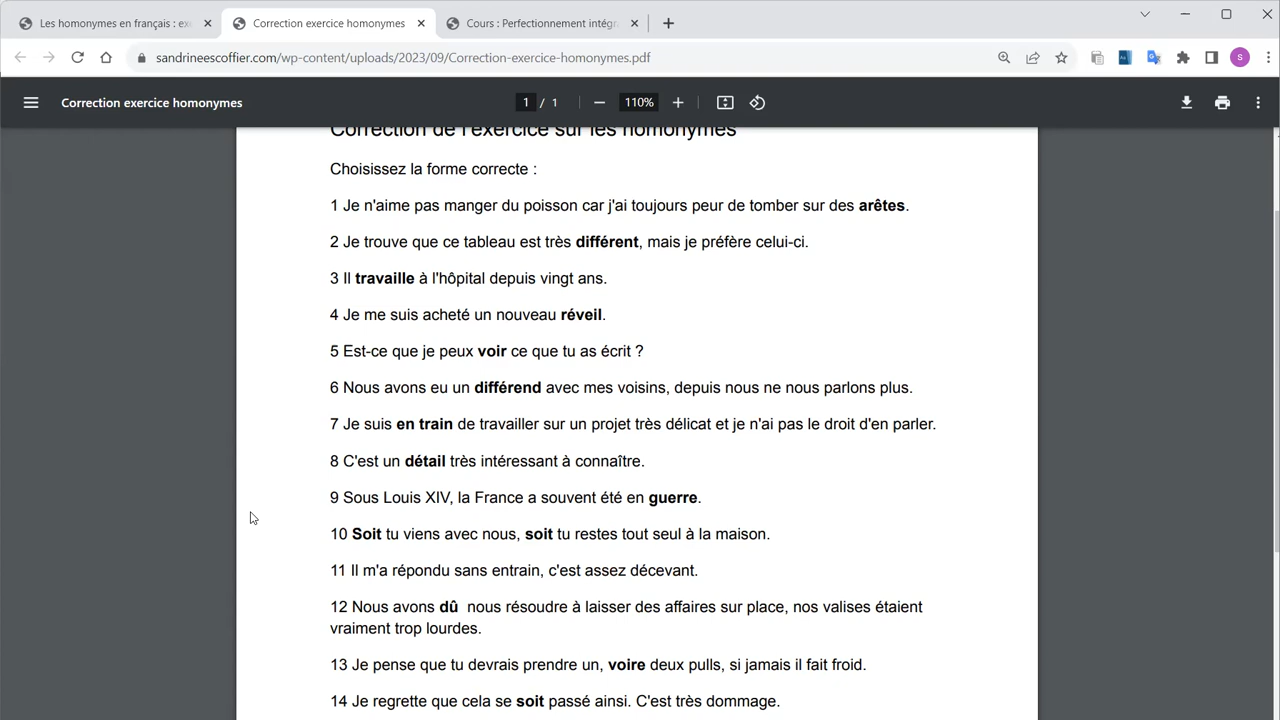 Les homonymes en français : ex
Correction exercice homonymes
Cours : Perfectionnement intégr
sandrineescoffier.com/wp-content/uploads/2023/09/Correction-exercice-homonymes.pdf
S
Correction exercice homonymes
1 / 1
110%
Correction de l'exercice sur les homonymes
Choisissez la forme correcte :
1 Je n'aime pas manger du poisson car j'ai toujours peur de tomber sur des arêtes.
2 Je trouve que ce tableau est très différent, mais je préfère celui-ci.
3 Il travaille à l'hôpital depuis vingt ans.
4 Je me suis acheté un nouveau réveil.
5 Est-ce que je peux voir ce que tu as écrit ?
6 Nous avons eu un différend avec mes voisins, depuis nous ne nous parlons plus.
7 Je suis en train de travailler sur un projet très délicat et je n'ai pas le droit d'en parler.
8 C'est un détail très intéressant à connaître.
9 Sous Louis XIV, la France a souvent été en guerre.
10 Soit tu viens avec nous, soit tu restes tout seul à la maison.
11 Il m'a répondu sans entrain, c'est assez décevant.
12 Nous avons dû nous résoudre à laisser des affaires sur place, nos valises étaient
vraiment trop lourdes.
13 Je pense que tu devrais prendre un, voire deux pulls, si jamais il fait froid.
14 Je regrette que cela se soit passé ainsi. C'est très dommage.